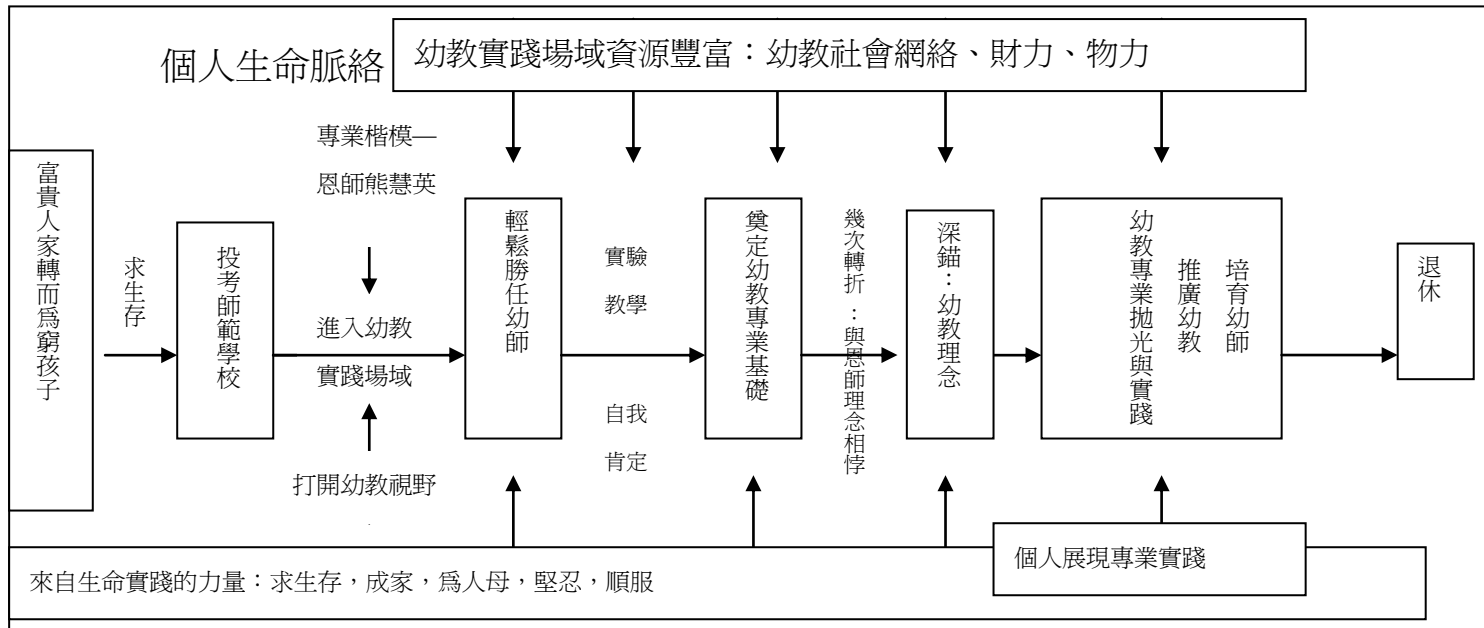 個人生命脈絡
幼教實踐場域資源豐富：幼教社會網絡、財力、物力
富貴人家轉而為窮孩子
求生存
投考師範學校
專業楷模—
恩師熊慧英
進入幼教
實踐場域
打開幼教視野
輕鬆勝任幼師
實驗
教學
自我
肯定
奠定幼教專業基礎
幾次轉折：與恩師理念相悖
深錨：幼教理念
培育幼師
推廣幼教
幼教專業拋光與實踐
退休
個人展現專業實踐
來自生命實踐的力量：求生存，成家，為人母，堅忍，順服